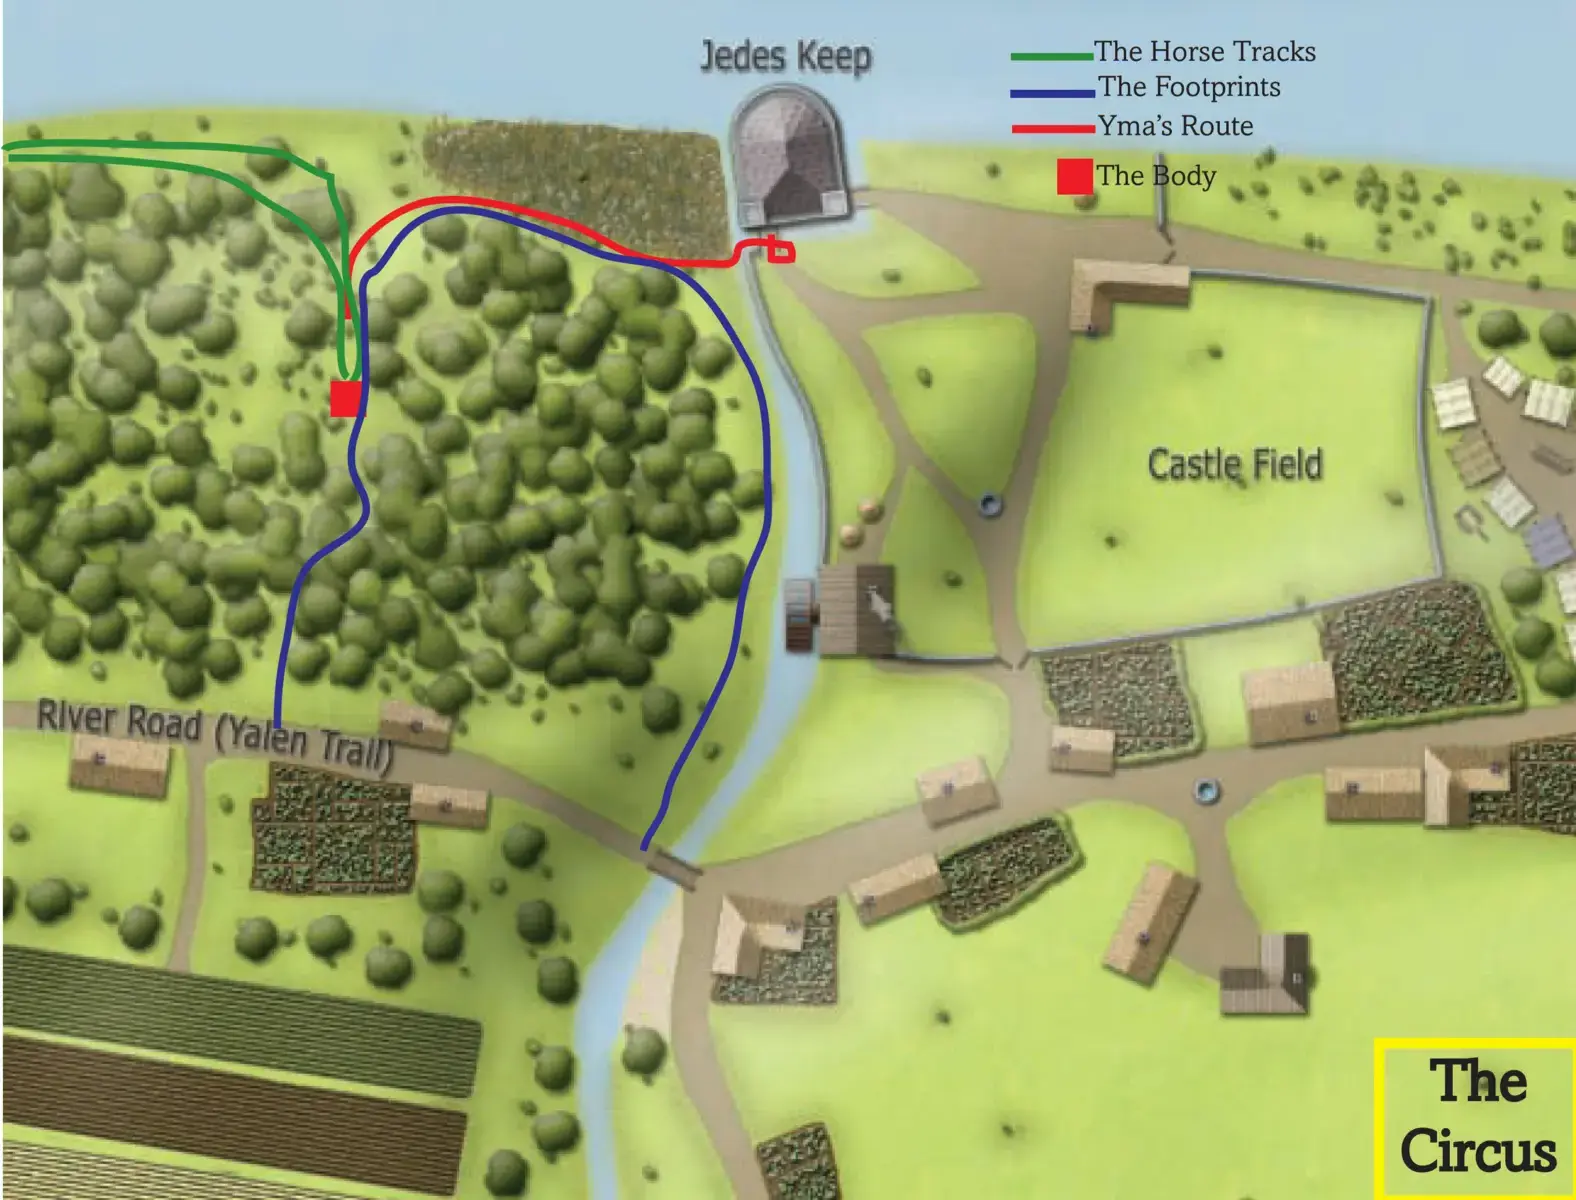 Jedes Keep
The Horse Tracks
The Footprints
Yma's Route
The Body
Castle Field
River Road (Yalen Trail)
The
Circus